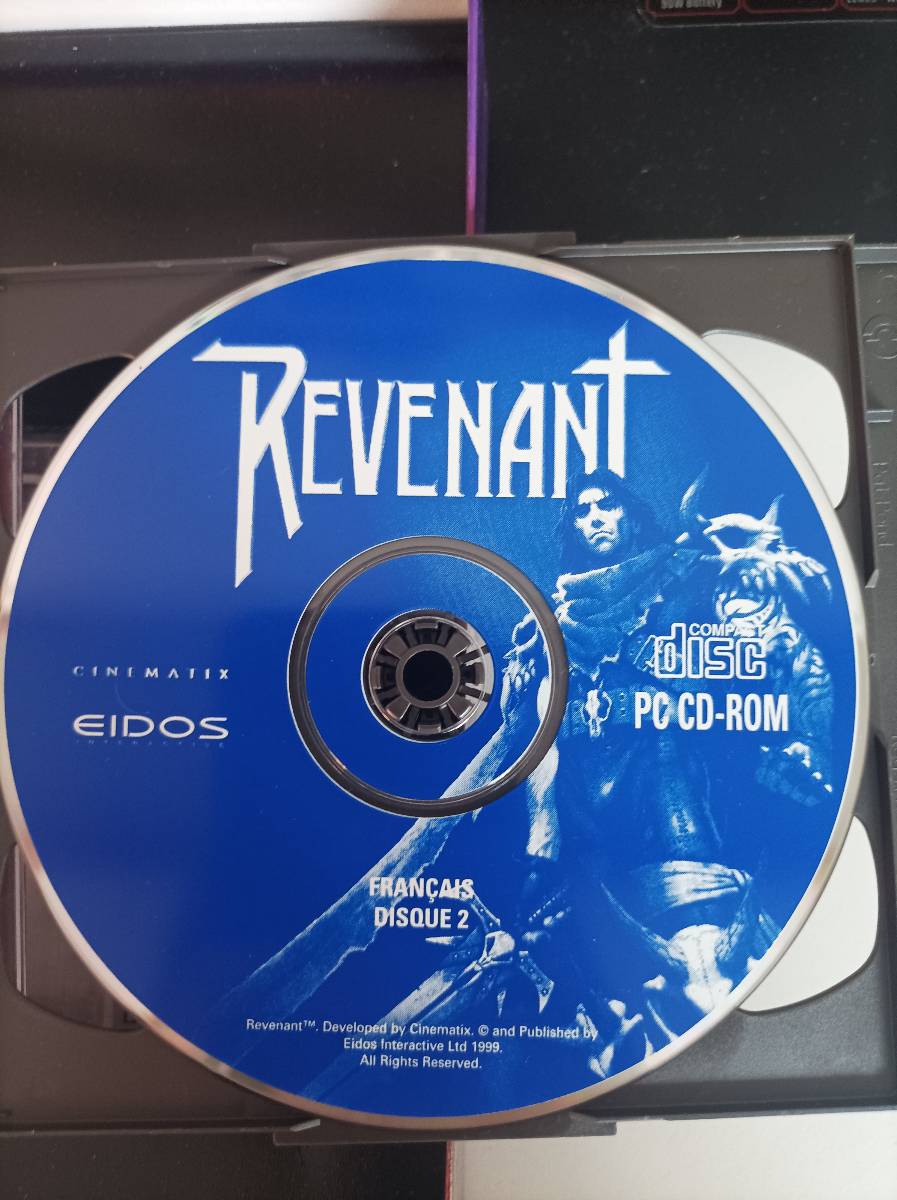 REVENANT
CINEMATIX
EIDOS
INTERACTIVE
COMPACT
disc
PC CD-ROM
FRANÇAIS
DISQUE 2
Revenant™. Developed by Cinematix. © and Published by
Eidos Interactive Ltd 1999.
All Rights Reserved.